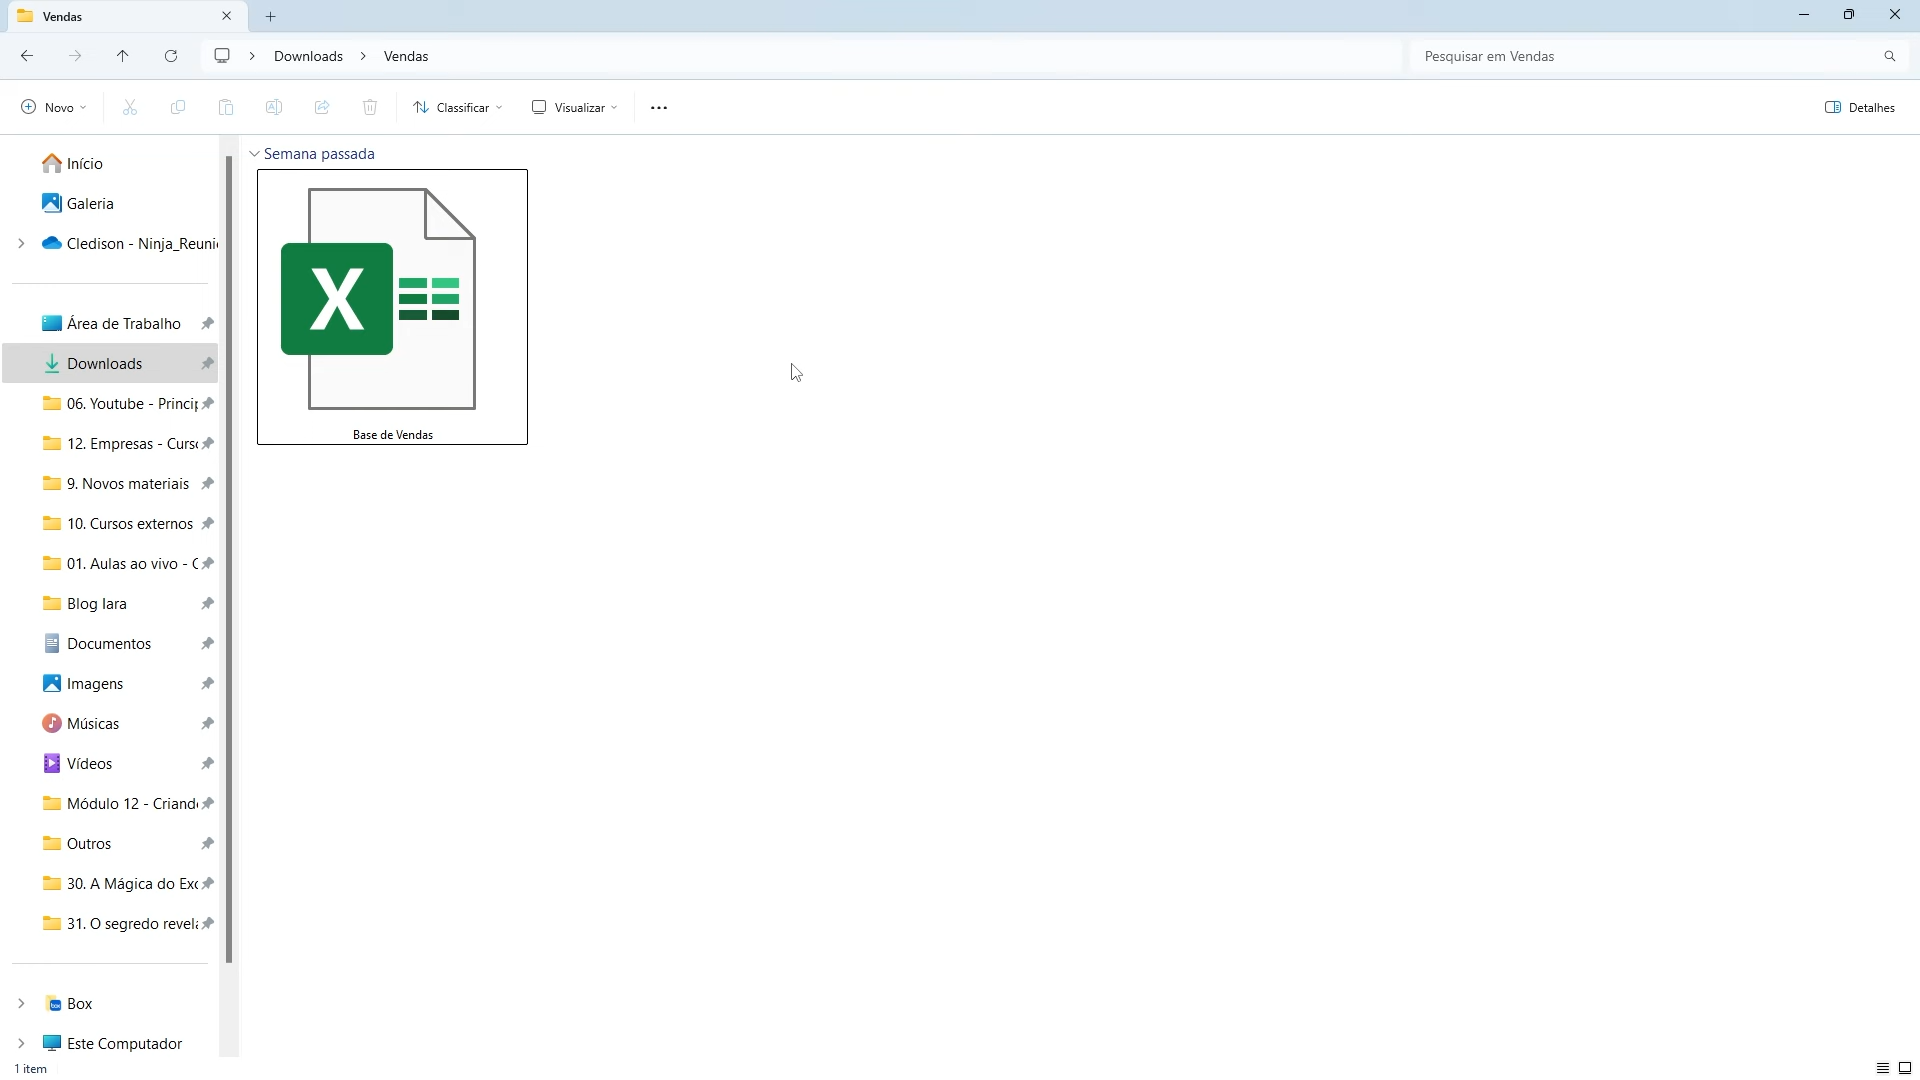 Vendas
Downloads
Vendas
Pesquisar em Vendas
Novo
Classificar
Visualizar
Detalhes
Início
Galeria
Cledison - Ninja_Reuni
Área de Trabalho
Downloads
06. Youtube - Princi
12. Empresas - Curs
9. Novos materiais
10. Cursos externos
01. Aulas ao vivo - C
Blog Iara
Documentos
Imagens
Músicas
Vídeos
Módulo 12 - Criand
Outros
30. A Mágica do Exc
31. O segredo revel
Box
Este Computador
1 item
Semana passada
X
Base de Vendas